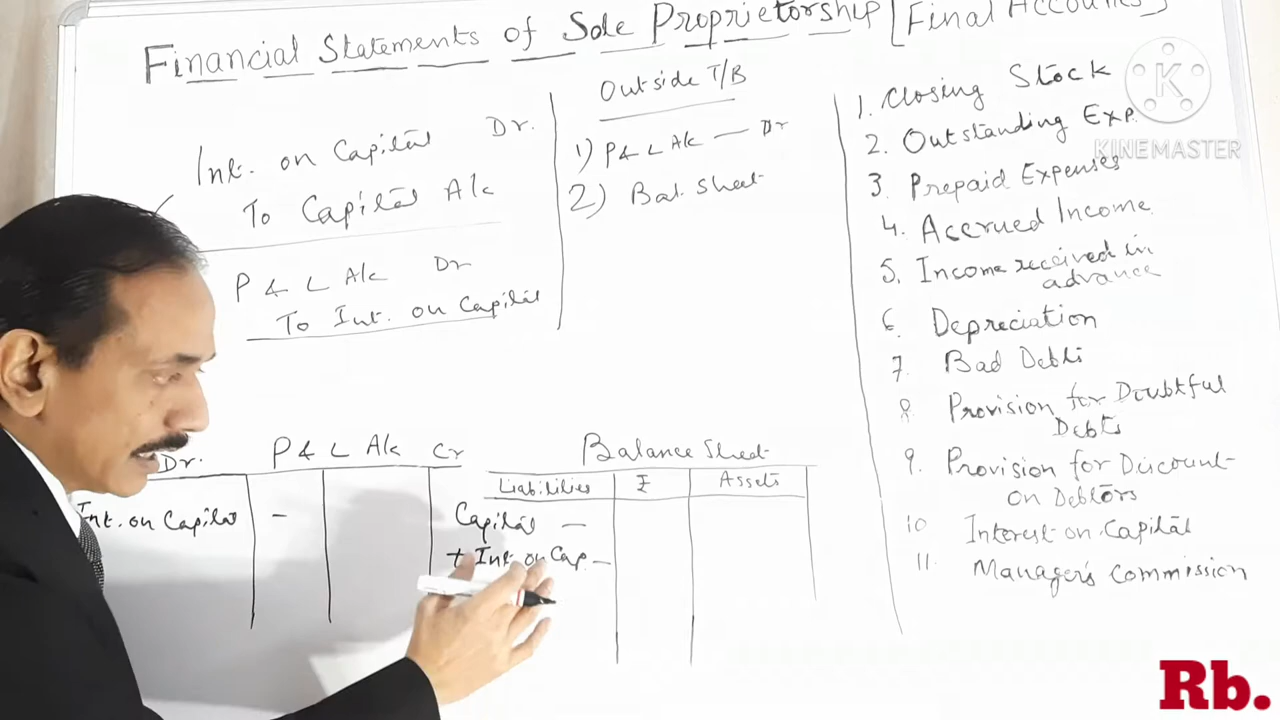 Financial Statements of Sole Proprietorship [Final Accounts]
Int. on Capital Dr.
To Capital A/c
P & L A/c Dr
To Int. on Capital
Outside T/B
1) P & L A/c — Dr
2) Bal. Sheet
1. Closing Stock
2. Outstanding Exp.
3. Prepaid Expenses
4. Accrued Income
5. Income received in
advance
6. Depreciation
7. Bad Debts
8. Provision for Doubtful
Debts
9. Provision for Discount
on Debtors
10 Interest on Capital
11. Manager's Commission
Dr. P & L A/c Cr
Int. on Capital —
Balance Sheet
Liabilities ₹ Assets
Capital —
+ Int. on Cap. —
K
KINEMASTER
Rb.